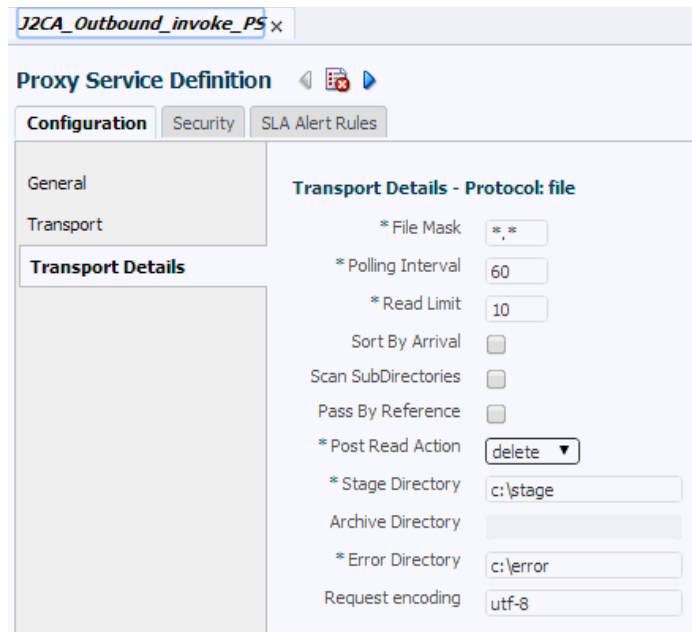 J2CA_Outbound_invoke_PS x
Proxy Service Definition
Configuration Security SLA Alert Rules
General
Transport
Transport Details
Transport Details - Protocol: file
* File Mask *.*
* Polling Interval 60
* Read Limit 10
Sort By Arrival
Scan SubDirectories
Pass By Reference
* Post Read Action delete
* Stage Directory c:\stage
Archive Directory
* Error Directory c:\error
Request encoding utf-8